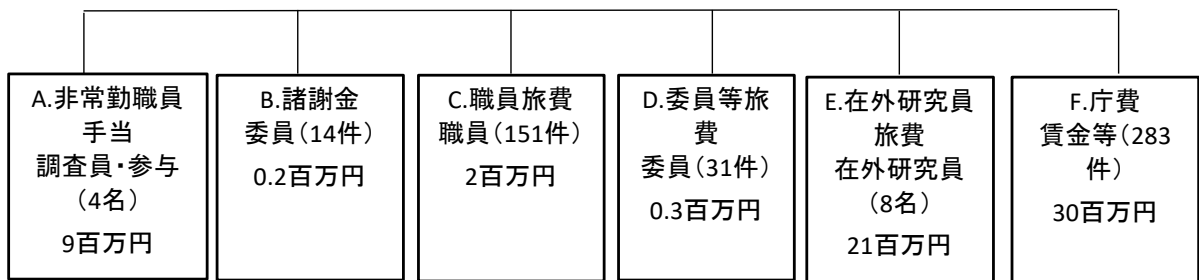 A.非常勤職員
手当
調査員・参与
（4名）
9百万円
B.諸謝金
委員（14件）
0.2百万円
C.職員旅費
職員（151件）
2百万円
D.委員等旅
費
委員（31件）
0.3百万円
E.在外研究員
旅費
在外研究員
（8名）
21百万円
F.庁費
賃金等（283
件）
30百万円